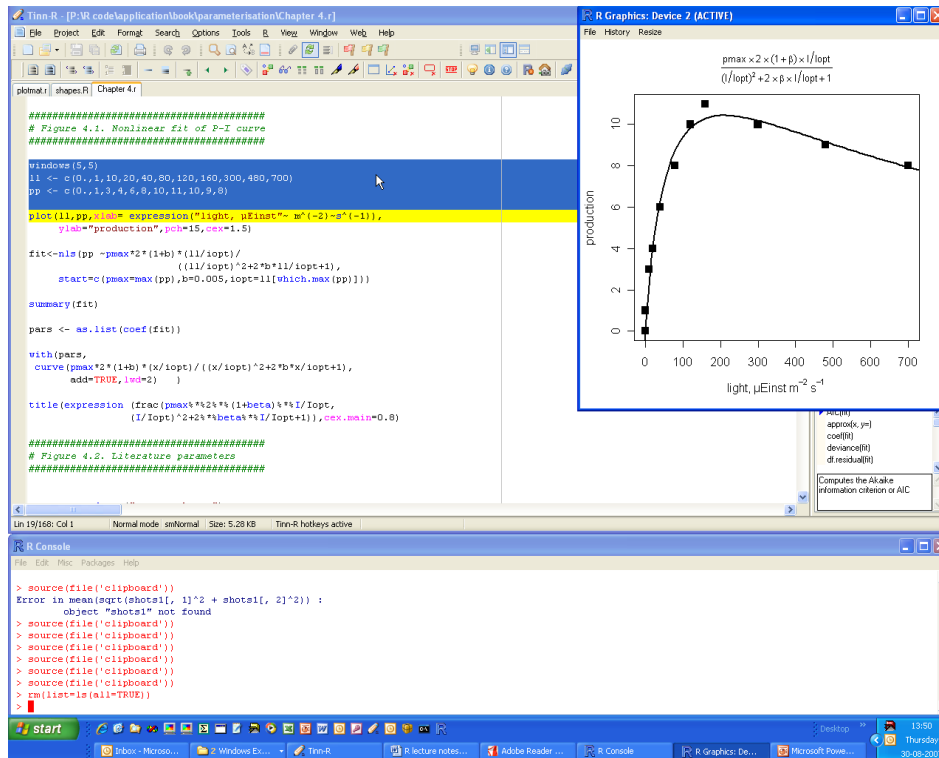 Tinn-R - [P:\R code\application\book\parameterisation\Chapter 4.r]
File Project Edit Format Search Options Tools R View Window Web Help
plotmat.r shapes.R Chapter 4.r
########################################
# Figure 4.1. Nonlinear fit of P-I curve
########################################
windows(5,5)
ll <- c(0.,1,10,20,40,80,120,160,300,480,700)
pp <- c(0.,1,3,4,6,8,10,11,10,9,8)
plot(ll,pp,xlab= expression("light, µEinst"~ m^(-2)~s^(-1)),
ylab="production",pch=15,cex=1.5)
fit<-nls(pp ~pmax*2*(1+b)*(ll/iopt)/
((ll/iopt)^2+2*b*ll/iopt+1),
start=c(pmax=max(pp),b=0.005,iopt=ll[which.max(pp)]))
summary(fit)
pars <- as.list(coef(fit))
with(pars,
curve(pmax*2*(1+b)*(x/iopt)/((x/iopt)^2+2*b*x/iopt+1),
add=TRUE,lwd=2) )
title(expression (frac(pmax%*%2%*%(1+beta)%*%I/Iopt,
(I/Iopt)^2+2%*%beta%*%I/Iopt+1)),cex.main=0.8)
########################################
# Figure 4.2. Literature parameters
########################################
Lin 19/168: Col 1 Normal mode smNormal Size: 5.28 KB Tinn-R hotkeys active
R Graphics: Device 2 (ACTIVE)
File History Resize
pmax × 2 × (1 + β) × I/Iopt
(I/Iopt)² + 2 × β × I/Iopt + 1
production
10
8
6
4
2
0
0 100 200 300 400 500 600 700
light, µEinst m⁻² s⁻¹
AIC(fit)
approx(x, y=)
coef(fit)
deviance(fit)
df.residual(fit)
Computes the Akaike
information criterion or AIC
R Console
File Edit Misc Packages Help
> source(file('clipboard'))
Error in mean(sqrt(shots1[, 1]^2 + shots1[, 2]^2)) :
object "shots1" not found
> source(file('clipboard'))
> source(file('clipboard'))
> source(file('clipboard'))
> source(file('clipboard'))
> source(file('clipboard'))
> source(file('clipboard'))
> rm(list=ls(all=TRUE))
>
start Desktop » 13:50
Inbox - Microso... 2 Windows Ex... Tinn-R R lecture notes... Adobe Reader ... R Console R Graphics: De... Microsoft Powe... Thursday
30-08-200